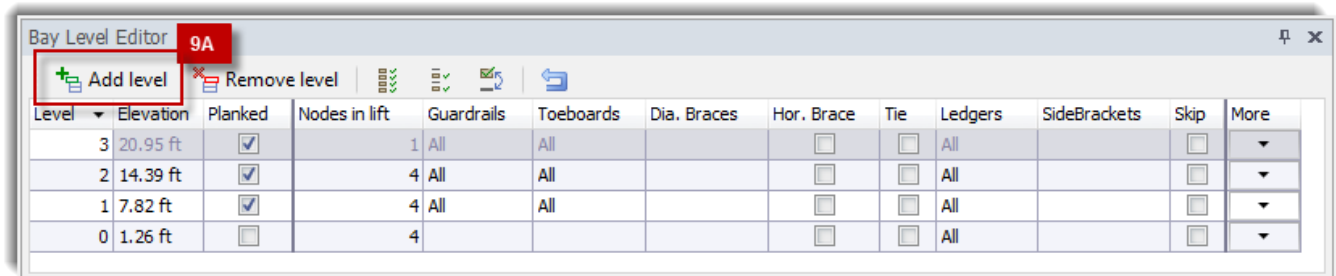 Bay Level Editor 9A
Add level Remove level
Level Elevation Planked Nodes in lift Guardrails Toeboards Dia. Braces Hor. Brace Tie Ledgers SideBrackets Skip More
3 20.95 ft 1 All All All
2 14.39 ft 4 All All All
1 7.82 ft 4 All All All
0 1.26 ft 4 All